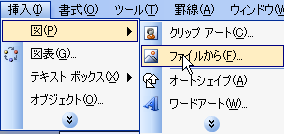 挿入(I) 書式(O) ツール(T) 罫線(A) ウィンドウ(W
図(P)
図表(G)...
テキスト ボックス(X)
オブジェクト(O)...
クリップ アート(C)...
ファイルから(F)...
オートシェイプ(A)
ワードアート(W)...